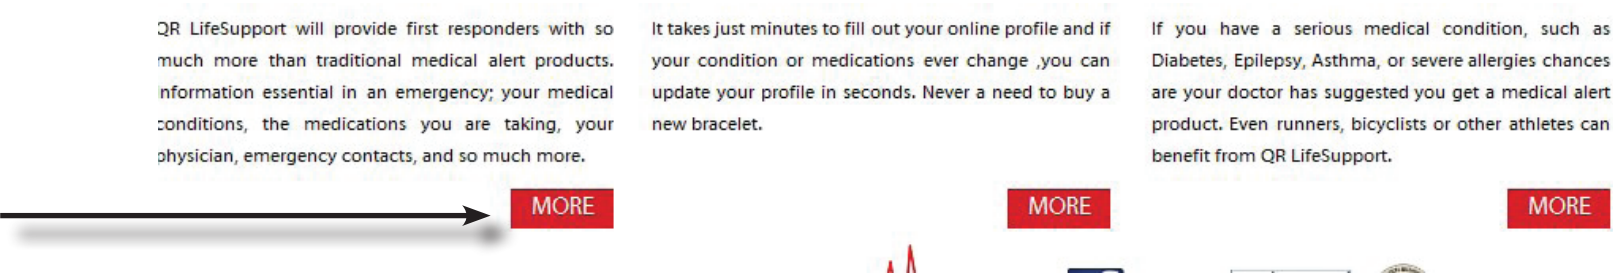 QR LifeSupport will provide first responders with so
much more than traditional medical alert products.
information essential in an emergency; your medical
conditions, the medications you are taking, your
physician, emergency contacts, and so much more.
MORE
It takes just minutes to fill out your online profile and if
your condition or medications ever change ,you can
update your profile in seconds. Never a need to buy a
new bracelet.
MORE
If you have a serious medical condition, such as
Diabetes, Epilepsy, Asthma, or severe allergies chances
are your doctor has suggested you get a medical alert
product. Even runners, bicyclists or other athletes can
benefit from QR LifeSupport.
MORE